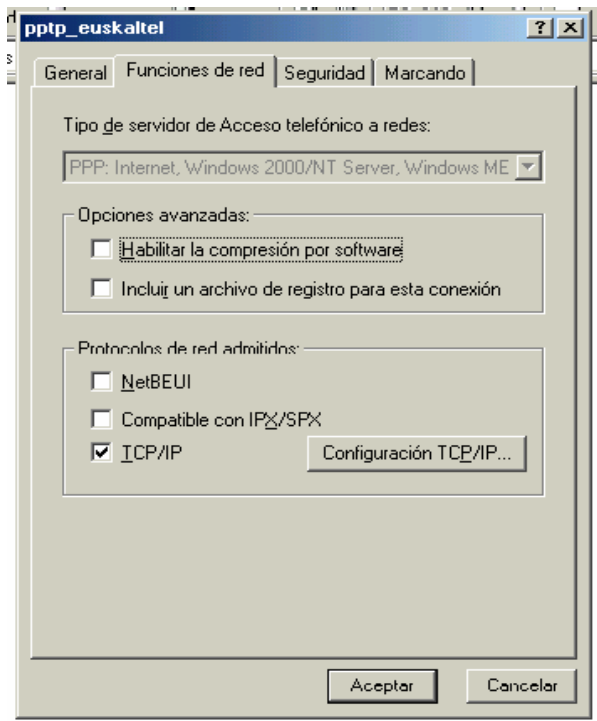 pptp_euskaltel
General Funciones de red Seguridad Marcando
Tipo de servidor de Acceso telefónico a redes:
PPP: Internet, Windows 2000/NT Server, Windows ME
Opciones avanzadas:
Habilitar la compresión por software
Incluir un archivo de registro para esta conexión
Protocolos de red admitidos:
NetBEUI
Compatible con IPX/SPX
TCP/IP Configuración TCP/IP...
Aceptar Cancelar